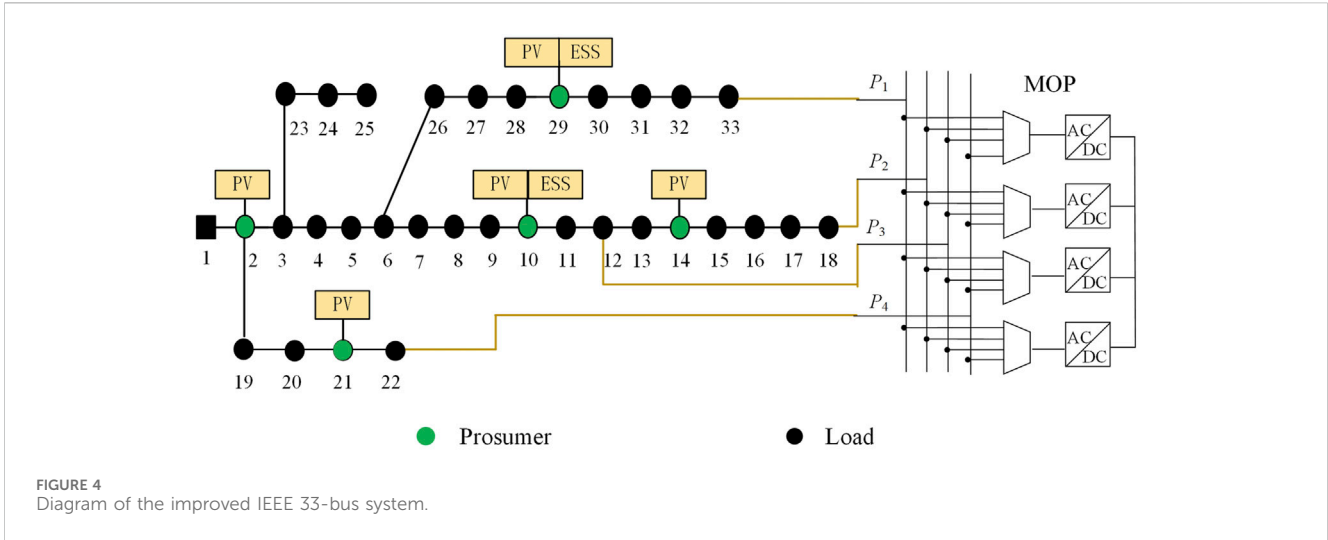 PV ESS
P1
MOP
23 24 25
26 27 28 29 30 31 32 33
AC/DC
P2
PV
PV ESS
PV
AC/DC
P3
1 2 3 4 5 6 7 8 9 10 11 12 13 14 15 16 17 18
AC/DC
PV
P4
AC/DC
19 20 21 22
Prosumer
Load
FIGURE 4
Diagram of the improved IEEE 33-bus system.